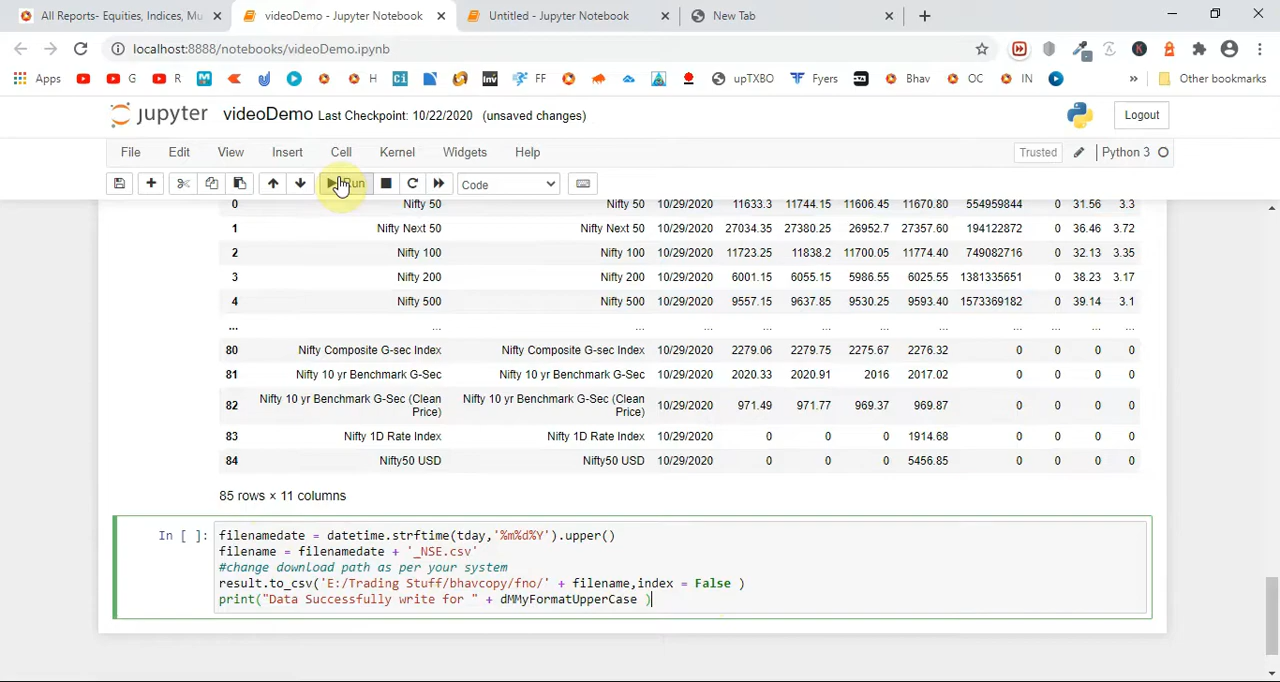 All Reports- Equities, Indices, Mu
videoDemo - Jupyter Notebook
Untitled - Jupyter Notebook
New Tab
localhost:8888/notebooks/videoDemo.ipynb
Apps G R H Ci Inv FF upTXBO Fyers Bhav OC IN » Other bookmarks
jupyter videoDemo Last Checkpoint: 10/22/2020 (unsaved changes) Logout
File Edit View Insert Cell Kernel Widgets Help Trusted Python 3
Run Code
0 Nifty 50 Nifty 50 10/29/2020 11633.3 11744.15 11606.45 11670.80 554959844 0 31.56 3.3
1 Nifty Next 50 Nifty Next 50 10/29/2020 27034.35 27380.25 26952.7 27357.60 194122872 0 36.46 3.72
2 Nifty 100 Nifty 100 10/29/2020 11723.25 11838.2 11700.05 11774.40 749082716 0 32.13 3.35
3 Nifty 200 Nifty 200 10/29/2020 6001.15 6055.15 5986.55 6025.55 1381335651 0 38.23 3.17
4 Nifty 500 Nifty 500 10/29/2020 9557.15 9637.85 9530.25 9593.40 1573369182 0 39.14 3.1
... ... ... ... ... ... ... ... ... ... ... ...
80 Nifty Composite G-sec Index Nifty Composite G-sec Index 10/29/2020 2279.06 2279.75 2275.67 2276.32 0 0 0 0
81 Nifty 10 yr Benchmark G-Sec Nifty 10 yr Benchmark G-Sec 10/29/2020 2020.33 2020.91 2016 2017.02 0 0 0 0
82 Nifty 10 yr Benchmark G-Sec (Clean Price) Nifty 10 yr Benchmark G-Sec (Clean Price) 10/29/2020 971.49 971.77 969.37 969.87 0 0 0 0
83 Nifty 1D Rate Index Nifty 1D Rate Index 10/29/2020 0 0 0 1914.68 0 0 0 0
84 Nifty50 USD Nifty50 USD 10/29/2020 0 0 0 5456.85 0 0 0 0
85 rows × 11 columns
In [ ]: filenamedate = datetime.strftime(tday,'%m%d%Y').upper()
filename = filenamedate + '_NSE.csv'
#change download path as per your system
result.to_csv('E:/Trading Stuff/bhavcopy/fno/' + filename,index = False )
print("Data Successfully write for " + dMMyFormatUpperCase )